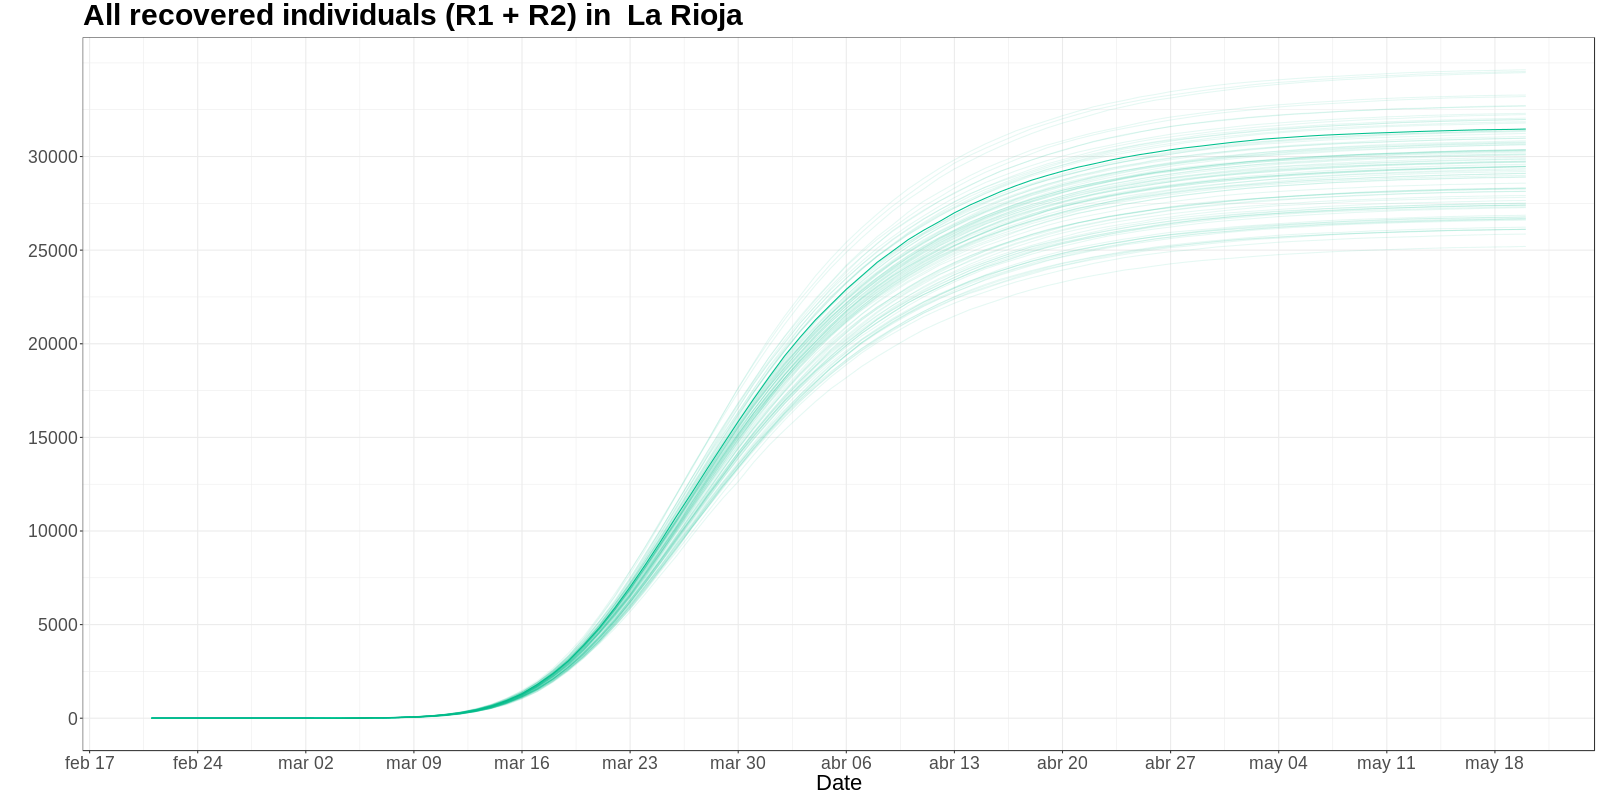 All recovered individuals (R1 + R2) in  La Rioja
30000
25000
20000
15000
10000
5000
0
feb 17 feb 24 mar 02 mar 09 mar 16 mar 23 mar 30 abr 06 abr 13 abr 20 abr 27 may 04 may 11 may 18
Date